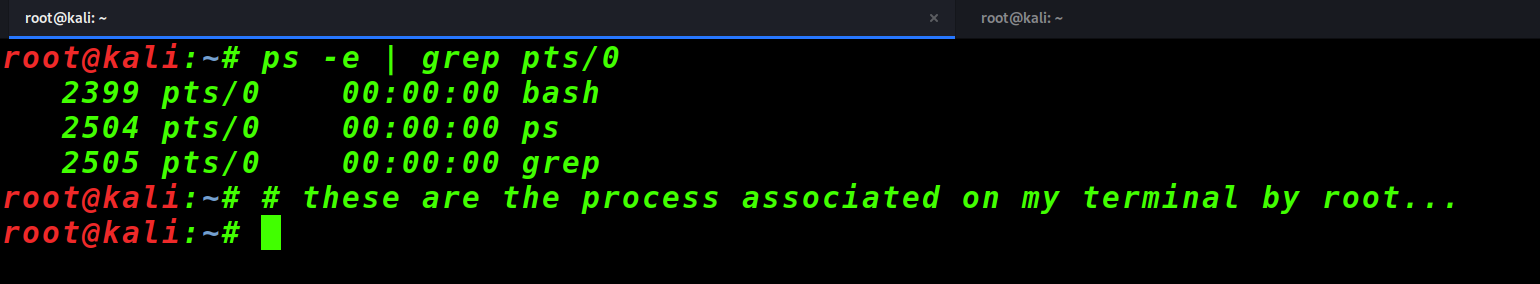 root@kali: ~ × root@kali: ~
root@kali:~# ps -e | grep pts/0
2399 pts/0 00:00:00 bash
2504 pts/0 00:00:00 ps
2505 pts/0 00:00:00 grep
root@kali:~# # these are the process associated on my terminal by root...
root@kali:~#